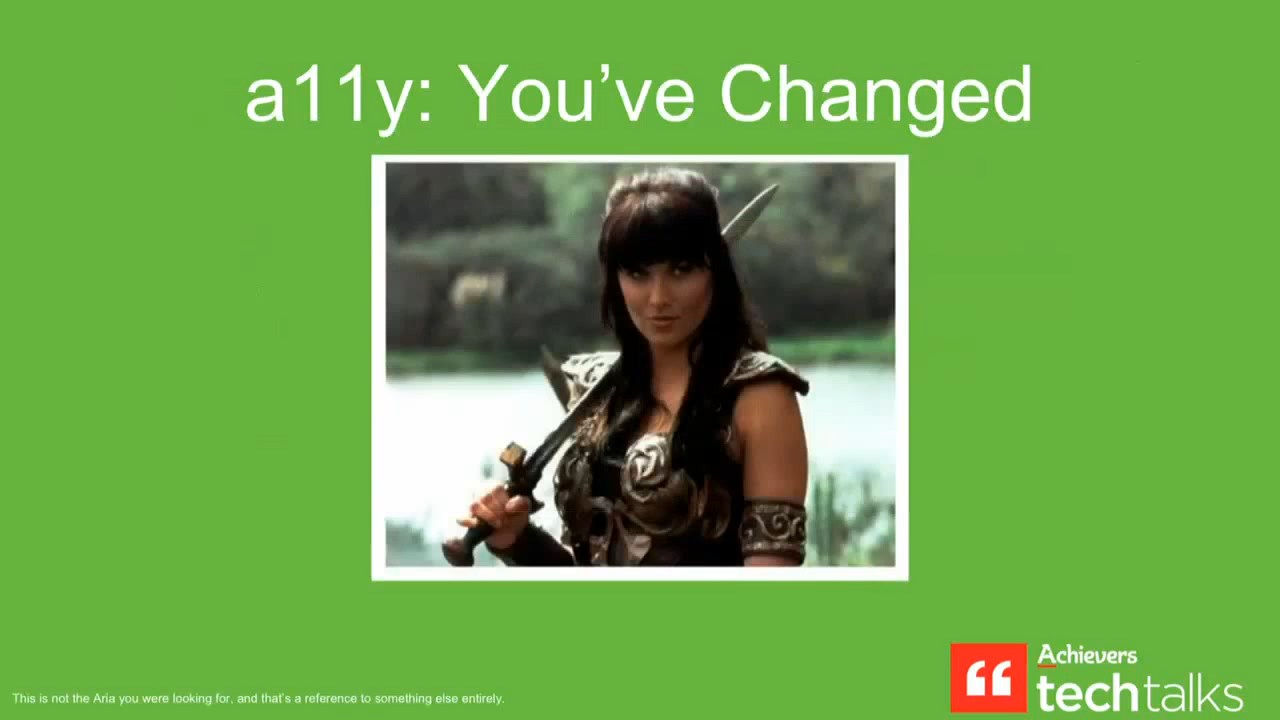 a11y: You’ve Changed
Achievers
techtalks
This is not the Aria you were looking for, and that's a reference to something else entirely.